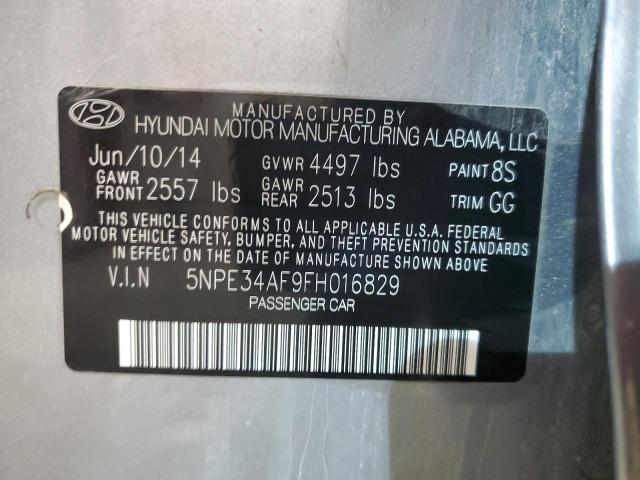 MANUFACTURED BY
HYUNDAI MOTOR MANUFACTURING ALABAMA, LLC
Jun/10/14 GVWR 4497 lbs PAINT 8S
GAWR FRONT 2557 lbs GAWR REAR 2513 lbs TRIM GG
THIS VEHICLE CONFORMS TO ALL APPLICABLE U.S.A. FEDERAL
MOTOR VEHICLE SAFETY, BUMPER, AND THEFT PREVENTION STANDARDS
IN EFFECT ON THE DATE OF MANUFACTURE SHOWN ABOVE.
V.I.N 5NPE34AF9FH016829
PASSENGER CAR